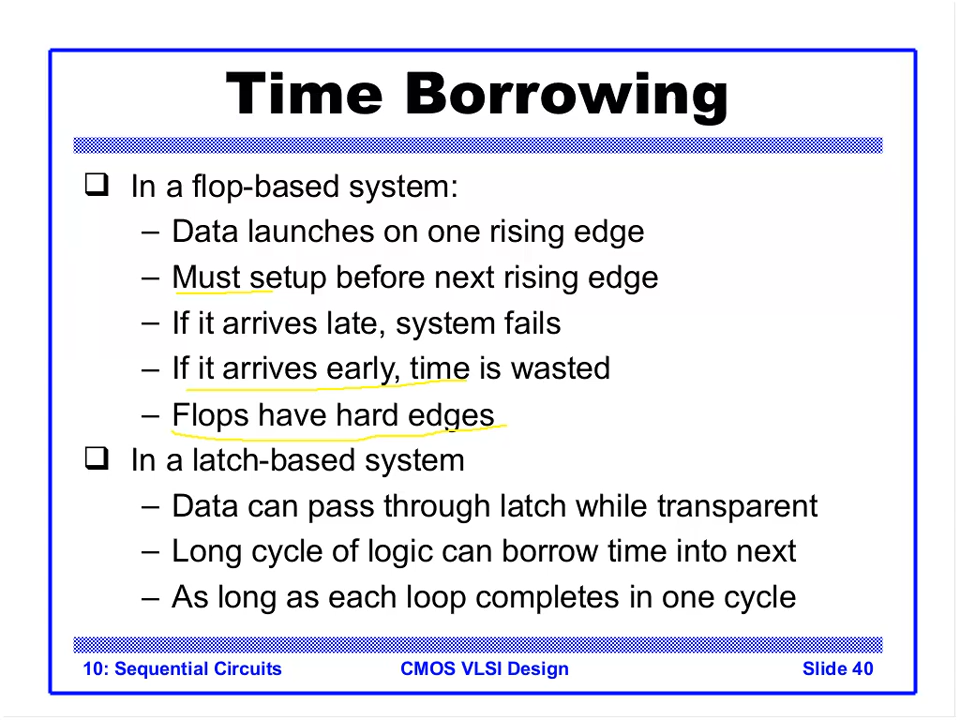 Time Borrowing
❑ In a flop-based system:
– Data launches on one rising edge
– Must setup before next rising edge
– If it arrives late, system fails
– If it arrives early, time is wasted
– Flops have hard edges
❑ In a latch-based system
– Data can pass through latch while transparent
– Long cycle of logic can borrow time into next
– As long as each loop completes in one cycle
10: Sequential Circuits CMOS VLSI Design Slide 40